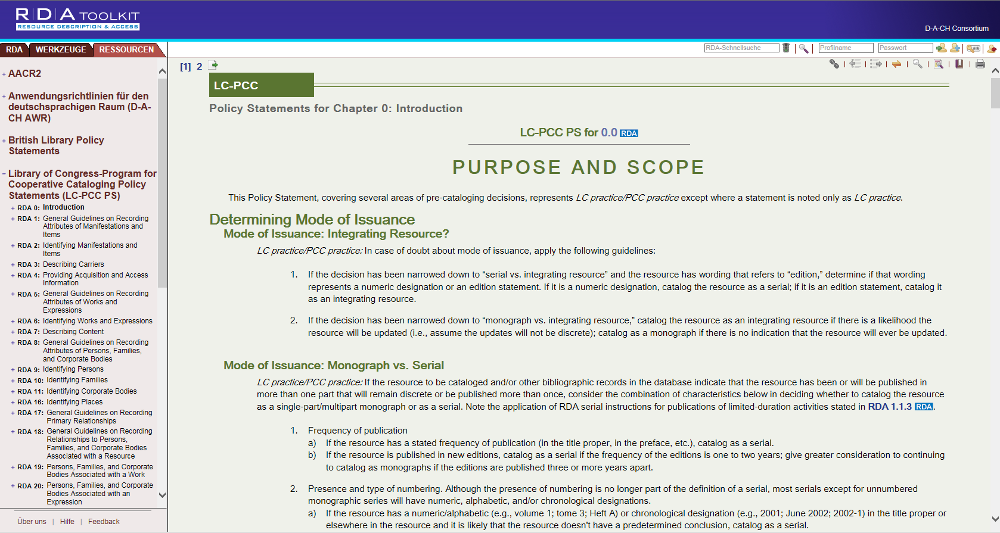 R|D|A TOOLKIT
RESOURCE DESCRIPTION & ACCESS
D-A-CH Consortium
RDA
WERKZEUGE
RESSOURCEN
RDA-Schnellsuche
Profilname
Passwort
+ AACR2
+ Anwendungsrichtlinien für den
deutschsprachigen Raum (D-A-
CH AWR)
+ British Library Policy
Statements
– Library of Congress-Program for
Cooperative Cataloging Policy
Statements (LC-PCC PS)
+ RDA 0: Introduction
+ RDA 1: General Guidelines on Recording
Attributes of Manifestations and
Items
+ RDA 2: Identifying Manifestations and
Items
+ RDA 3: Describing Carriers
+ RDA 4: Providing Acquisition and Access
Information
+ RDA 5: General Guidelines on Recording
Attributes of Works and
Expressions
+ RDA 6: Identifying Works and Expressions
+ RDA 7: Describing Content
+ RDA 8: General Guidelines on Recording
Attributes of Persons, Families,
and Corporate Bodies
+ RDA 9: Identifying Persons
+ RDA 10: Identifying Families
+ RDA 11: Identifying Corporate Bodies
+ RDA 16: Identifying Places
+ RDA 17: General Guidelines on Recording
Primary Relationships
+ RDA 18: General Guidelines on Recording
Relationships to Persons,
Families, and Corporate Bodies
Associated with a Resource
+ RDA 19: Persons, Families, and Corporate
Bodies Associated with a Work
+ RDA 20: Persons, Families, and Corporate
Bodies Associated with an
Expression
Über uns | Hilfe | Feedback
[1] 2
LC-PCC
Policy Statements for Chapter 0: Introduction
LC-PCC PS for 0.0 RDA
PURPOSE AND SCOPE
This Policy Statement, covering several areas of pre-cataloging decisions, represents LC practice/PCC practice except where a statement is noted only as LC practice.
Determining Mode of Issuance
Mode of Issuance: Integrating Resource?
LC practice/PCC practice: In case of doubt about mode of issuance, apply the following guidelines:
1. If the decision has been narrowed down to “serial vs. integrating resource” and the resource has wording that refers to “edition,” determine if that wording
represents a numeric designation or an edition statement. If it is a numeric designation, catalog the resource as a serial; if it is an edition statement, catalog it
as an integrating resource.
2. If the decision has been narrowed down to “monograph vs. integrating resource,” catalog the resource as an integrating resource if there is a likelihood the
resource will be updated (i.e., assume the updates will not be discrete); catalog as a monograph if there is no indication that the resource will ever be updated.
Mode of Issuance: Monograph vs. Serial
LC practice/PCC practice: If the resource to be cataloged and/or other bibliographic records in the database indicate that the resource has been or will be published in
more than one part that will remain discrete or be published more than once, consider the combination of characteristics below in deciding whether to catalog the resource
as a single-part/multipart monograph or as a serial. Note the application of RDA serial instructions for publications of limited-duration activities stated in RDA 1.1.3 RDA.
1. Frequency of publication
a) If the resource has a stated frequency of publication (in the title proper, in the preface, etc.), catalog as a serial.
b) If the resource is published in new editions, catalog as a serial if the frequency of the editions is one to two years; give greater consideration to continuing
to catalog as monographs if the editions are published three or more years apart.
2. Presence and type of numbering. Although the presence of numbering is no longer part of the definition of a serial, most serials except for unnumbered
monographic series will have numeric, alphabetic, and/or chronological designations.
a) If the resource has a numeric/alphabetic (e.g., volume 1; tome 3; Heft A) or chronological designation (e.g., 2001; June 2002; 2002-1) in the title proper or
elsewhere in the resource and it is likely that the resource doesn't have a predetermined conclusion, catalog as a serial.